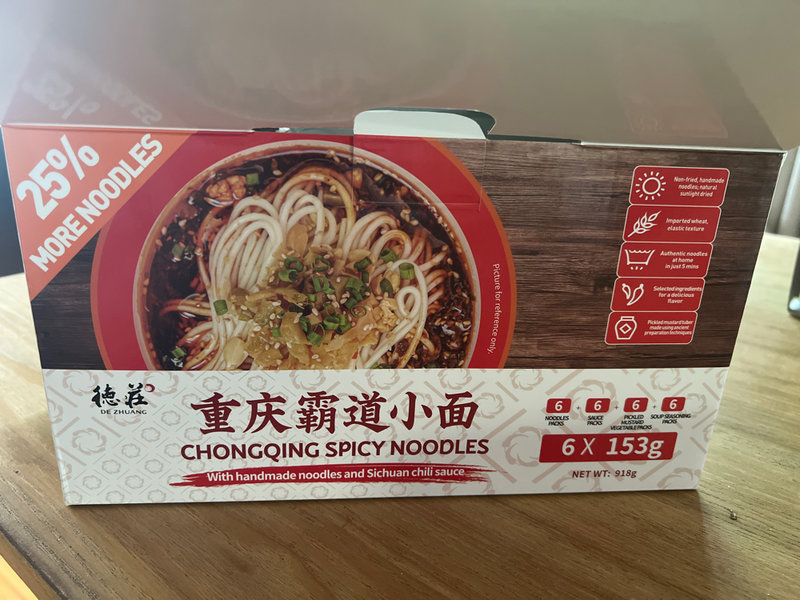 25%
MORE NOODLES
Picture for reference only.
Non-fried, handmade
noodles; natural
sunlight dried
Imported wheat,
elastic texture
Authentic noodles
at home
in just 5 mins
Selected ingredients
for a delicious
flavor
Pickled mustard tuber
made using ancient
preparation techniques
德莊
DE ZHUANG
重庆霸道小面
CHONGQING SPICY NOODLES
With handmade noodles and Sichuan chili sauce
6 + 6 + 6 + 6
NOODLES
PACKS
SAUCE
PACKS
PICKLED
MUSTARD
VEGETABLE PACKS
SOUP SEASONING
PACKS
6 X 153g
NET WT: 918g